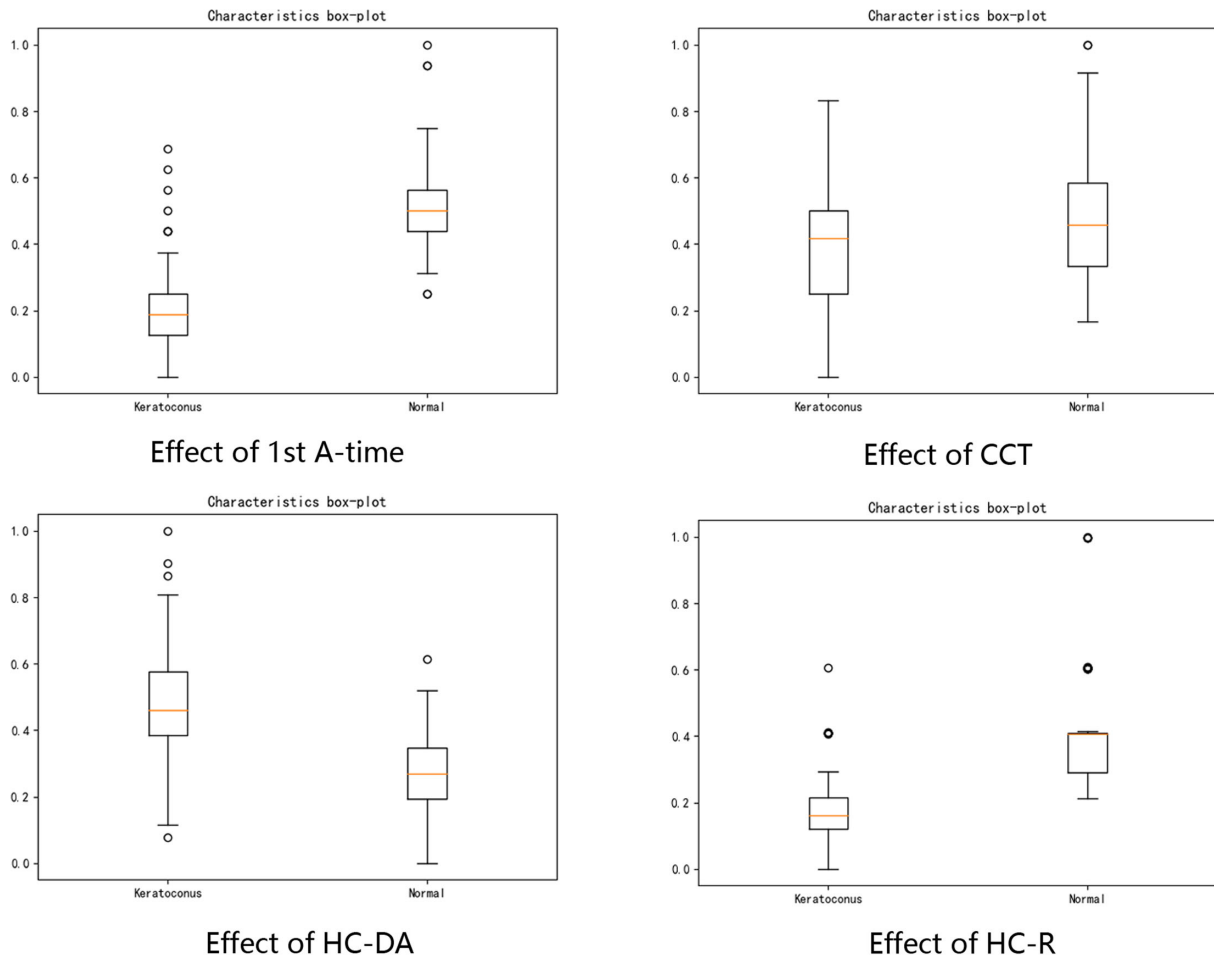 Characteristics box-plot
1.0
0.8
0.6
0.4
0.2
0.0
Keratoconus Normal
Effect of 1st A-time
Characteristics box-plot
1.0
0.8
0.6
0.4
0.2
0.0
Keratoconus Normal
Effect of CCT
Characteristics box-plot
1.0
0.8
0.6
0.4
0.2
0.0
Keratoconus Normal
Effect of HC-DA
Characteristics box-plot
1.0
0.8
0.6
0.4
0.2
0.0
Keratoconus Normal
Effect of HC-R